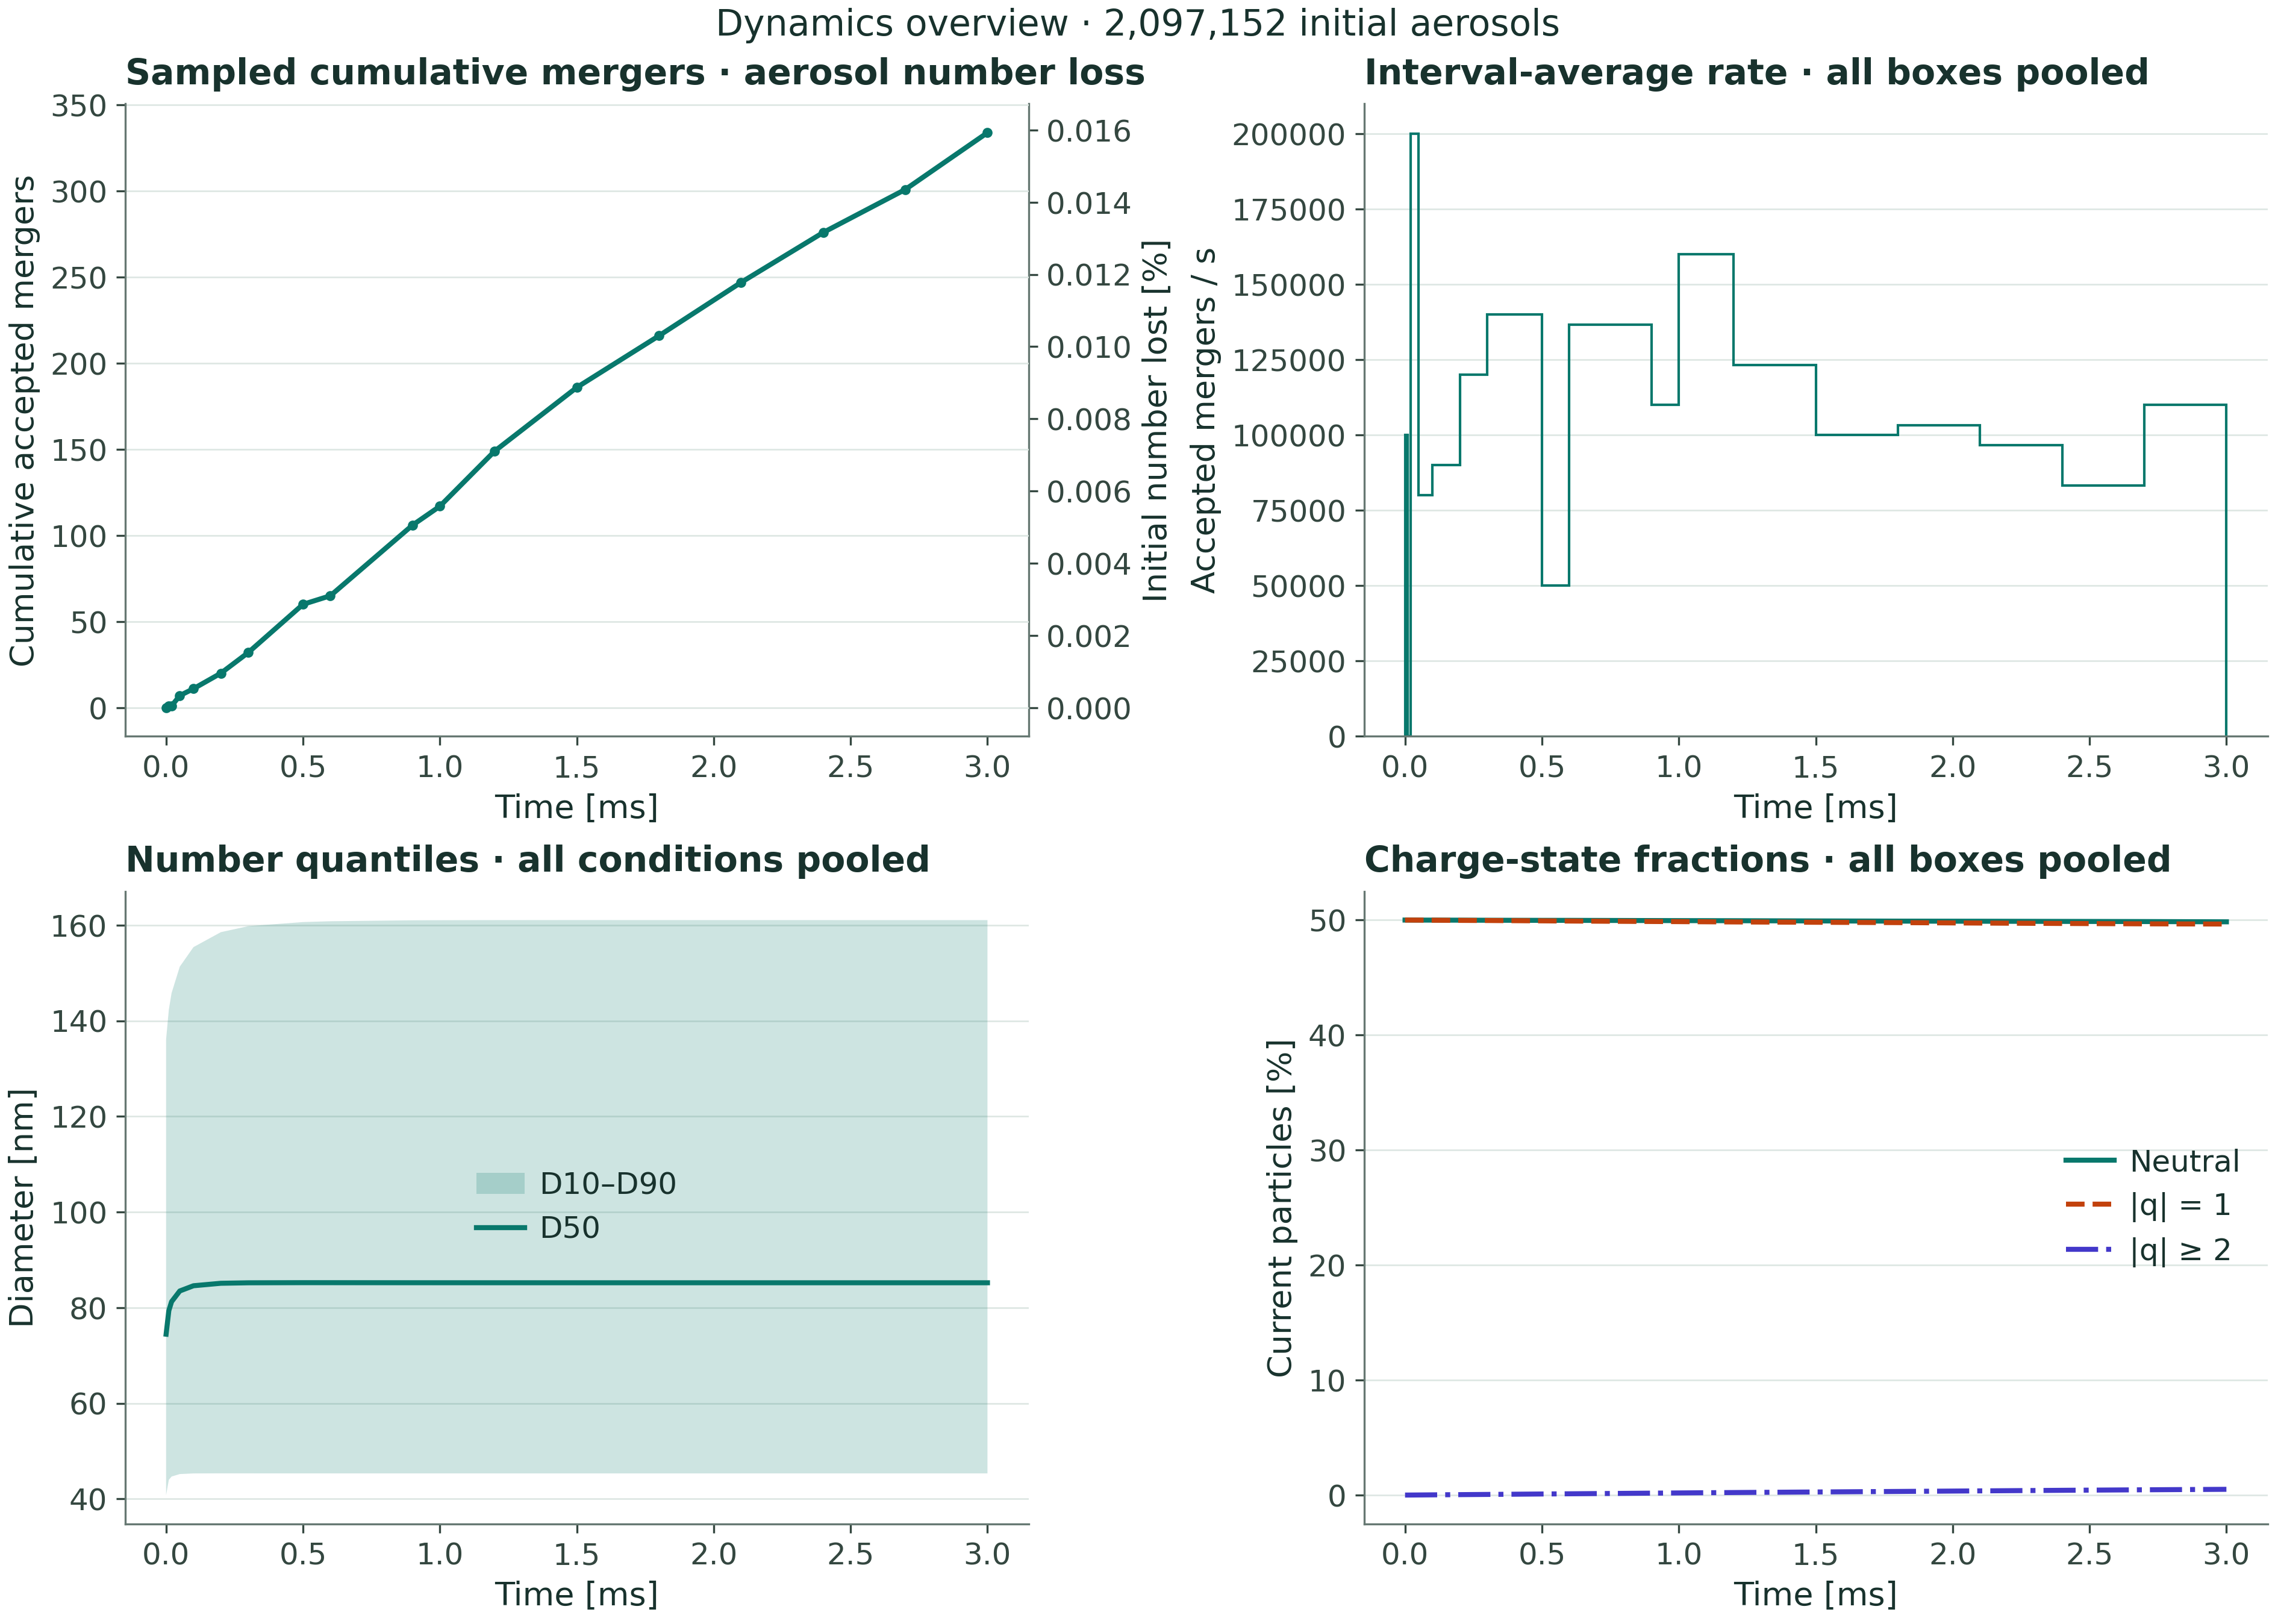 Dynamics overview · 2,097,152 initial aerosols
Sampled cumulative mergers · aerosol number loss
350
300
250
200
150
100
50
0
Cumulative accepted mergers
0.016
0.014
0.012
0.010
0.008
0.006
0.004
0.002
0.000
Initial number lost [%]
0.0 0.5 1.0 1.5 2.0 2.5 3.0
Time [ms]
Interval-average rate · all boxes pooled
200000
175000
150000
125000
100000
75000
50000
25000
0
Accepted mergers / s
0.0 0.5 1.0 1.5 2.0 2.5 3.0
Time [ms]
Number quantiles · all conditions pooled
160
140
120
100
80
60
40
Diameter [nm]
D10–D90
D50
0.0 0.5 1.0 1.5 2.0 2.5 3.0
Time [ms]
Charge-state fractions · all boxes pooled
50
40
30
20
10
0
Current particles [%]
Neutral
|q| = 1
|q| ≥ 2
0.0 0.5 1.0 1.5 2.0 2.5 3.0
Time [ms]